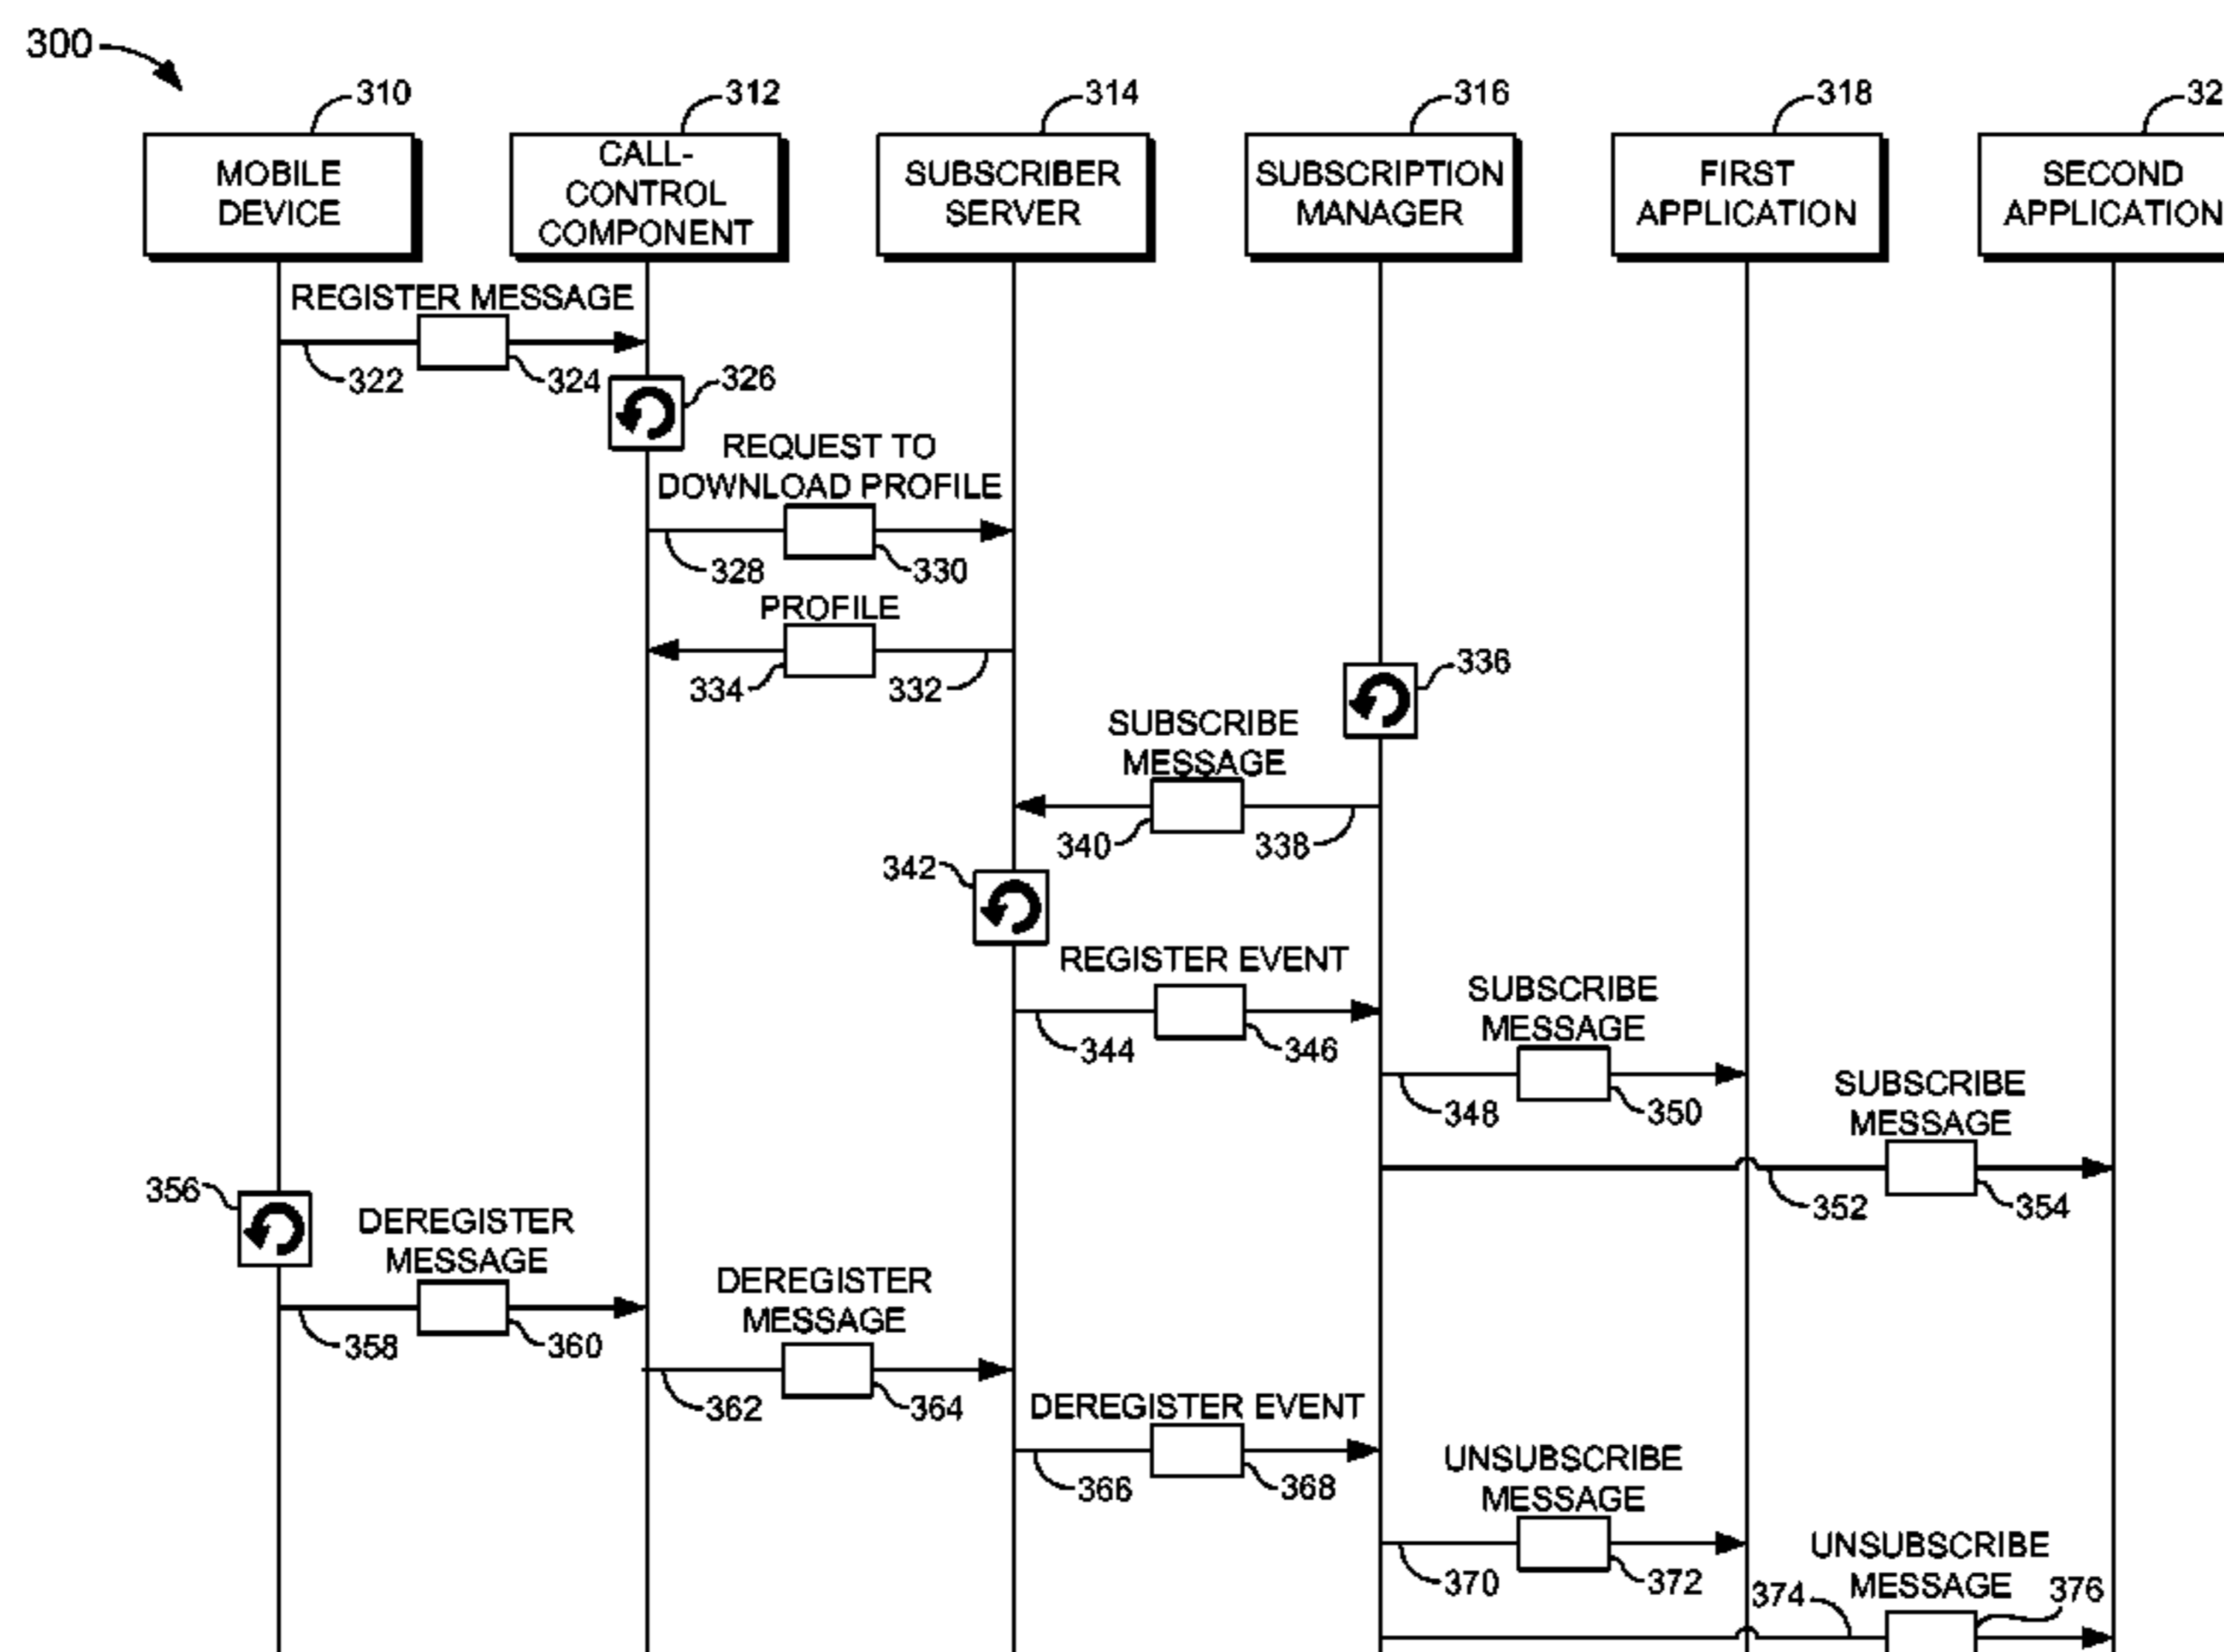 300
310
312
314
316
318
32
MOBILE
DEVICE
CALL-
CONTROL
COMPONENT
SUBSCRIBER
SERVER
SUBSCRIPTION
MANAGER
FIRST
APPLICATION
SECOND
APPLICATION
REGISTER MESSAGE
322
324
326
REQUEST TO
DOWNLOAD PROFILE
328
330
PROFILE
334
332
336
SUBSCRIBE
MESSAGE
340
338
342
REGISTER EVENT
344
346
SUBSCRIBE
MESSAGE
348
350
SUBSCRIBE
MESSAGE
352
354
356
DEREGISTER
MESSAGE
358
360
DEREGISTER
MESSAGE
362
364
DEREGISTER EVENT
366
368
UNSUBSCRIBE
MESSAGE
370
372
UNSUBSCRIBE
MESSAGE
374
376